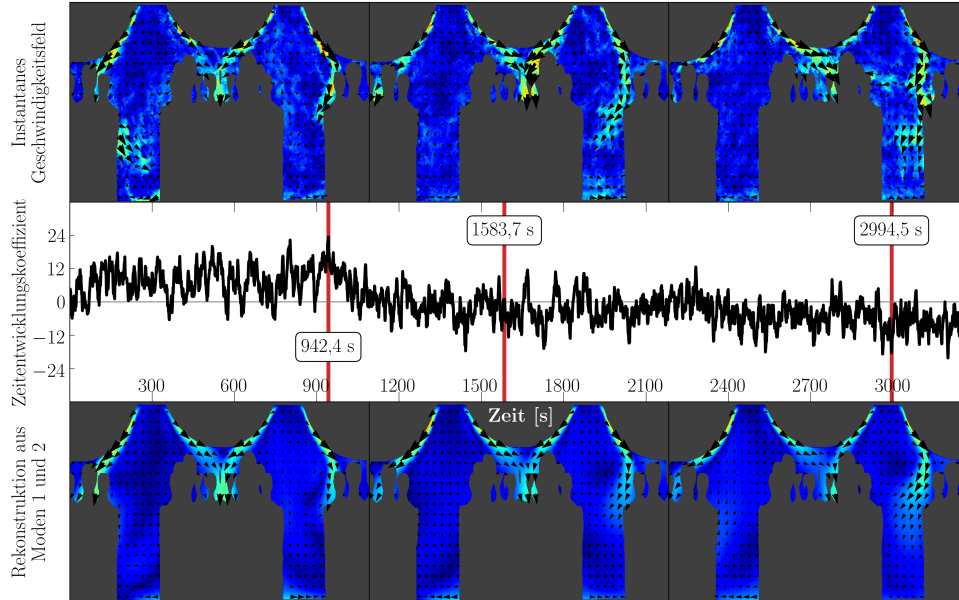 Instantanes
Geschwindigkeitsfeld
Zeitentwicklungskoeffizient
24
12
0
−12
−24
942,4 s
1583,7 s
2994,5 s
300
600
900
1200
1500
1800
2100
2400
2700
3000
Zeit [s]
Rekonstruktion aus
Moden 1 und 2